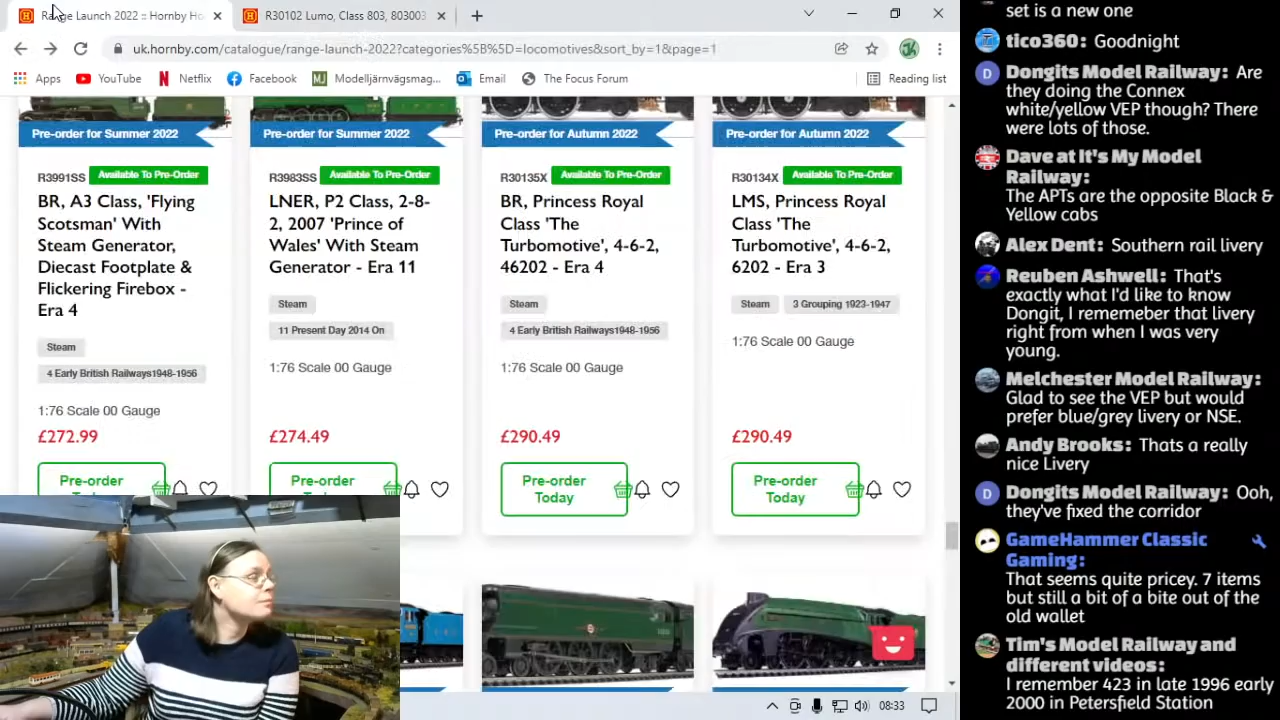 Range Launch 2022 :: Hornby Ho
R30102 Lumo, Class 803, 803003
uk.hornby.com/catalogue/range-launch-2022?categories%5B%5D=locomotives&sort_by=1&page=1
Apps
YouTube
Netflix
Facebook
Modelljärnvägsmag...
Email
The Focus Forum
Reading list
Pre-order for Summer 2022
R3991SS Available To Pre-Order
BR, A3 Class, 'Flying
Scotsman' With
Steam Generator,
Diecast Footplate &
Flickering Firebox -
Era 4
Steam
4 Early British Railways1948-1956
1:76 Scale 00 Gauge
£272.99
Pre-order
Pre-order for Summer 2022
R3983SS Available To Pre-Order
LNER, P2 Class, 2-8-
2, 2007 'Prince of
Wales' With Steam
Generator - Era 11
Steam
11 Present Day 2014 On
1:76 Scale 00 Gauge
£274.49
Pre-order
Pre-order for Autumn 2022
R30135X Available To Pre-Order
BR, Princess Royal
Class 'The
Turbomotive', 4-6-2,
46202 - Era 4
Steam
4 Early British Railways1948-1956
1:76 Scale 00 Gauge
£290.49
Pre-order
Today
Pre-order for Autumn 2022
R30134X Available To Pre-Order
LMS, Princess Royal
Class 'The
Turbomotive', 4-6-2,
6202 - Era 3
Steam
3 Grouping 1923-1947
1:76 Scale 00 Gauge
£290.49
Pre-order
Today
08:33
set is a new one
tico360: Goodnight
Dongits Model Railway: Are
they doing the Connex
white/yellow VEP though? There
were lots of those.
Dave at It's My Model
Railway:
The APTs are the opposite Black &
Yellow cabs
Alex Dent: Southern rail livery
Reuben Ashwell: That's
exactly what I'd like to know
Dongit, I rememeber that livery
right from when I was very
young.
Melchester Model Railway:
Glad to see the VEP but would
prefer blue/grey livery or NSE.
Andy Brooks: Thats a really
nice Livery
Dongits Model Railway: Ooh,
they've fixed the corridor
GameHammer Classic
Gaming:
That seems quite pricey. 7 items
but still a bit of a bite out of the
old wallet
Tim's Model Railway and
different videos:
I remember 423 in late 1996 early
2000 in Petersfield Station